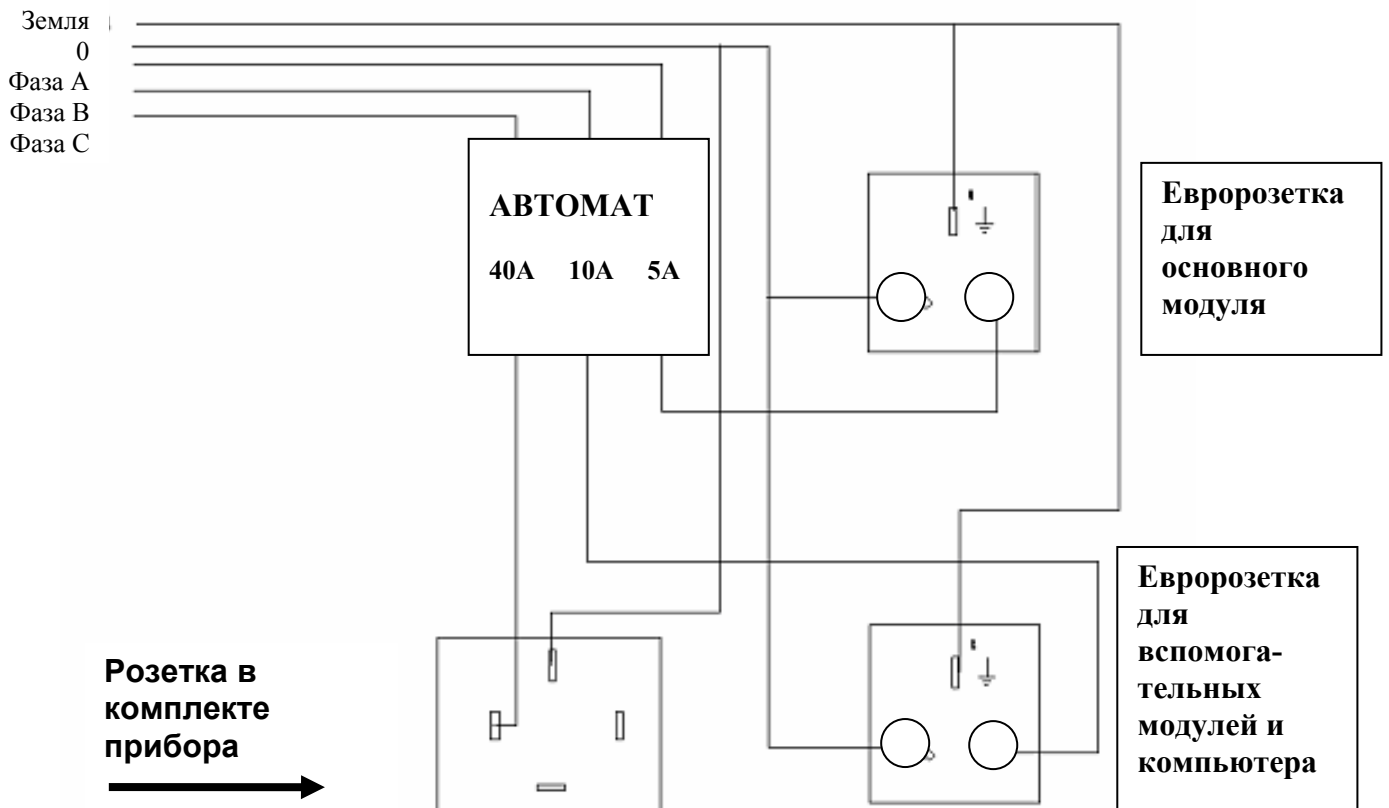 Земля
0
Фаза А
Фаза В
Фаза С
АВТОМАТ
40А 10А 5А
Евророзетка
для
основного
модуля
Евророзетка
для
вспомога-
тельных
модулей и
компьютера
Розетка в
комплекте
прибора